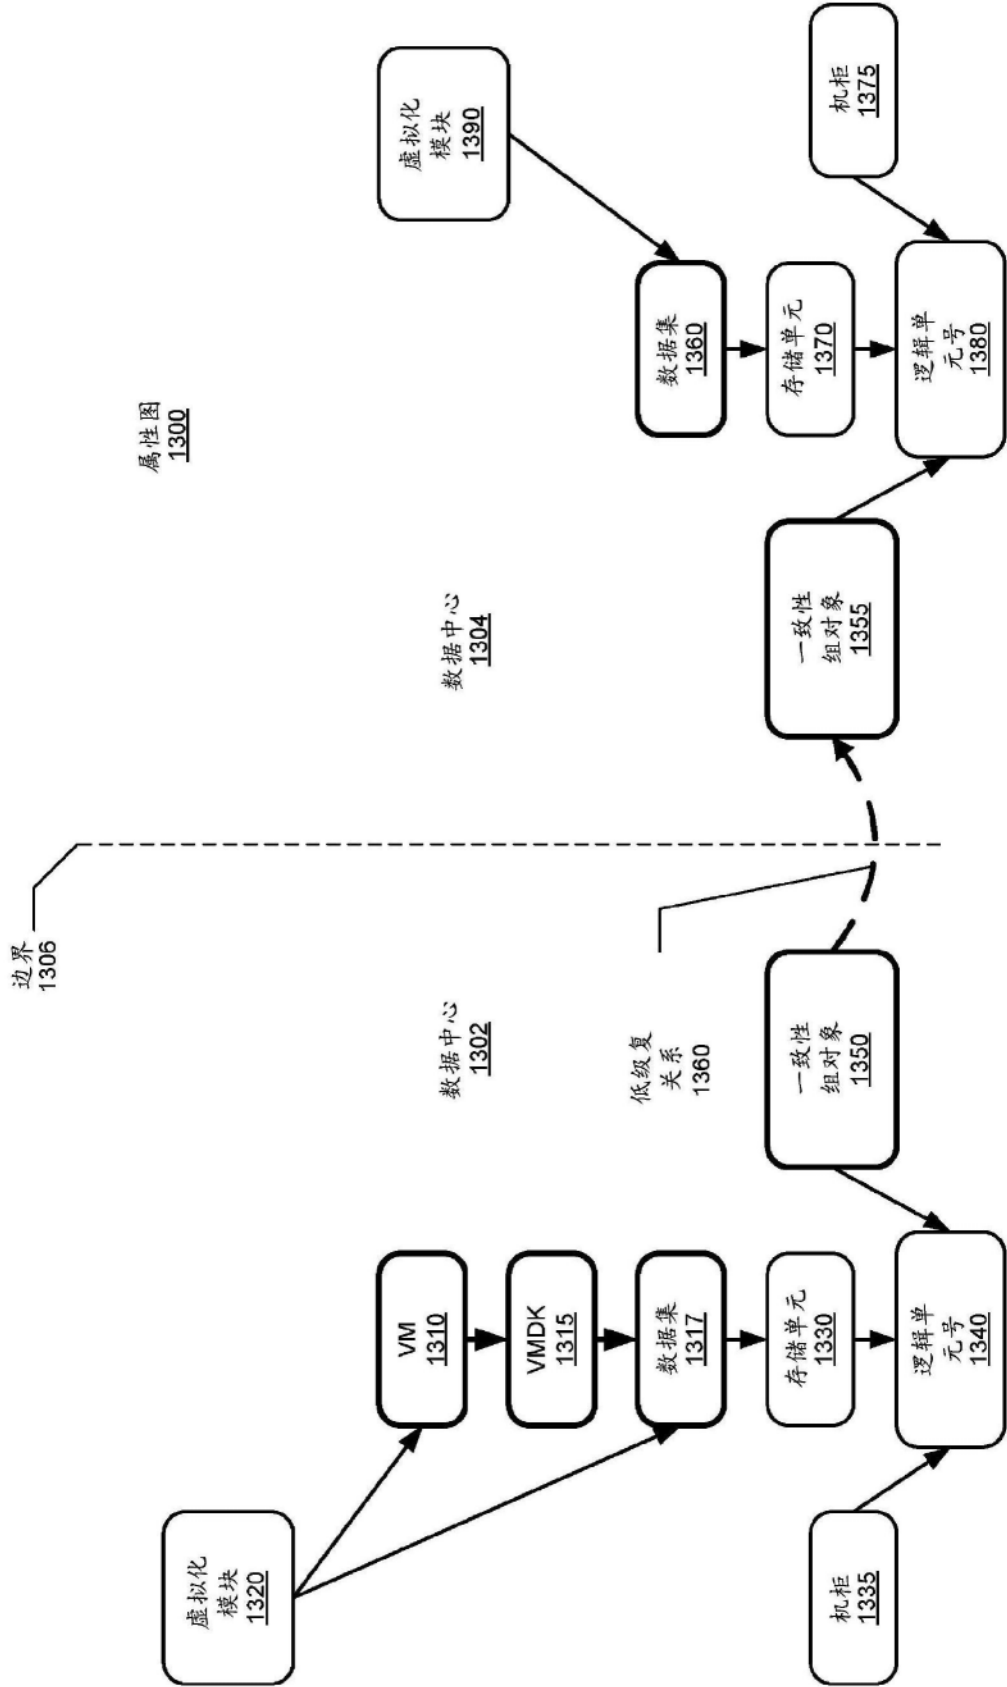 属性图
1300
边界
1306
数据中心
1302
数据中心
1304
虚拟化
模块
1320
VM
1310
VMDK
1315
数据集
1317
存储单元
1330
机柜
1335
逻辑单
元号
1340
一致性
组对象
1350
低级复
关系
1360
一致性
组对象
1355
虚拟化
模块
1390
数据集
1360
存储单元
1370
机柜
1375
逻辑单
元号
1380